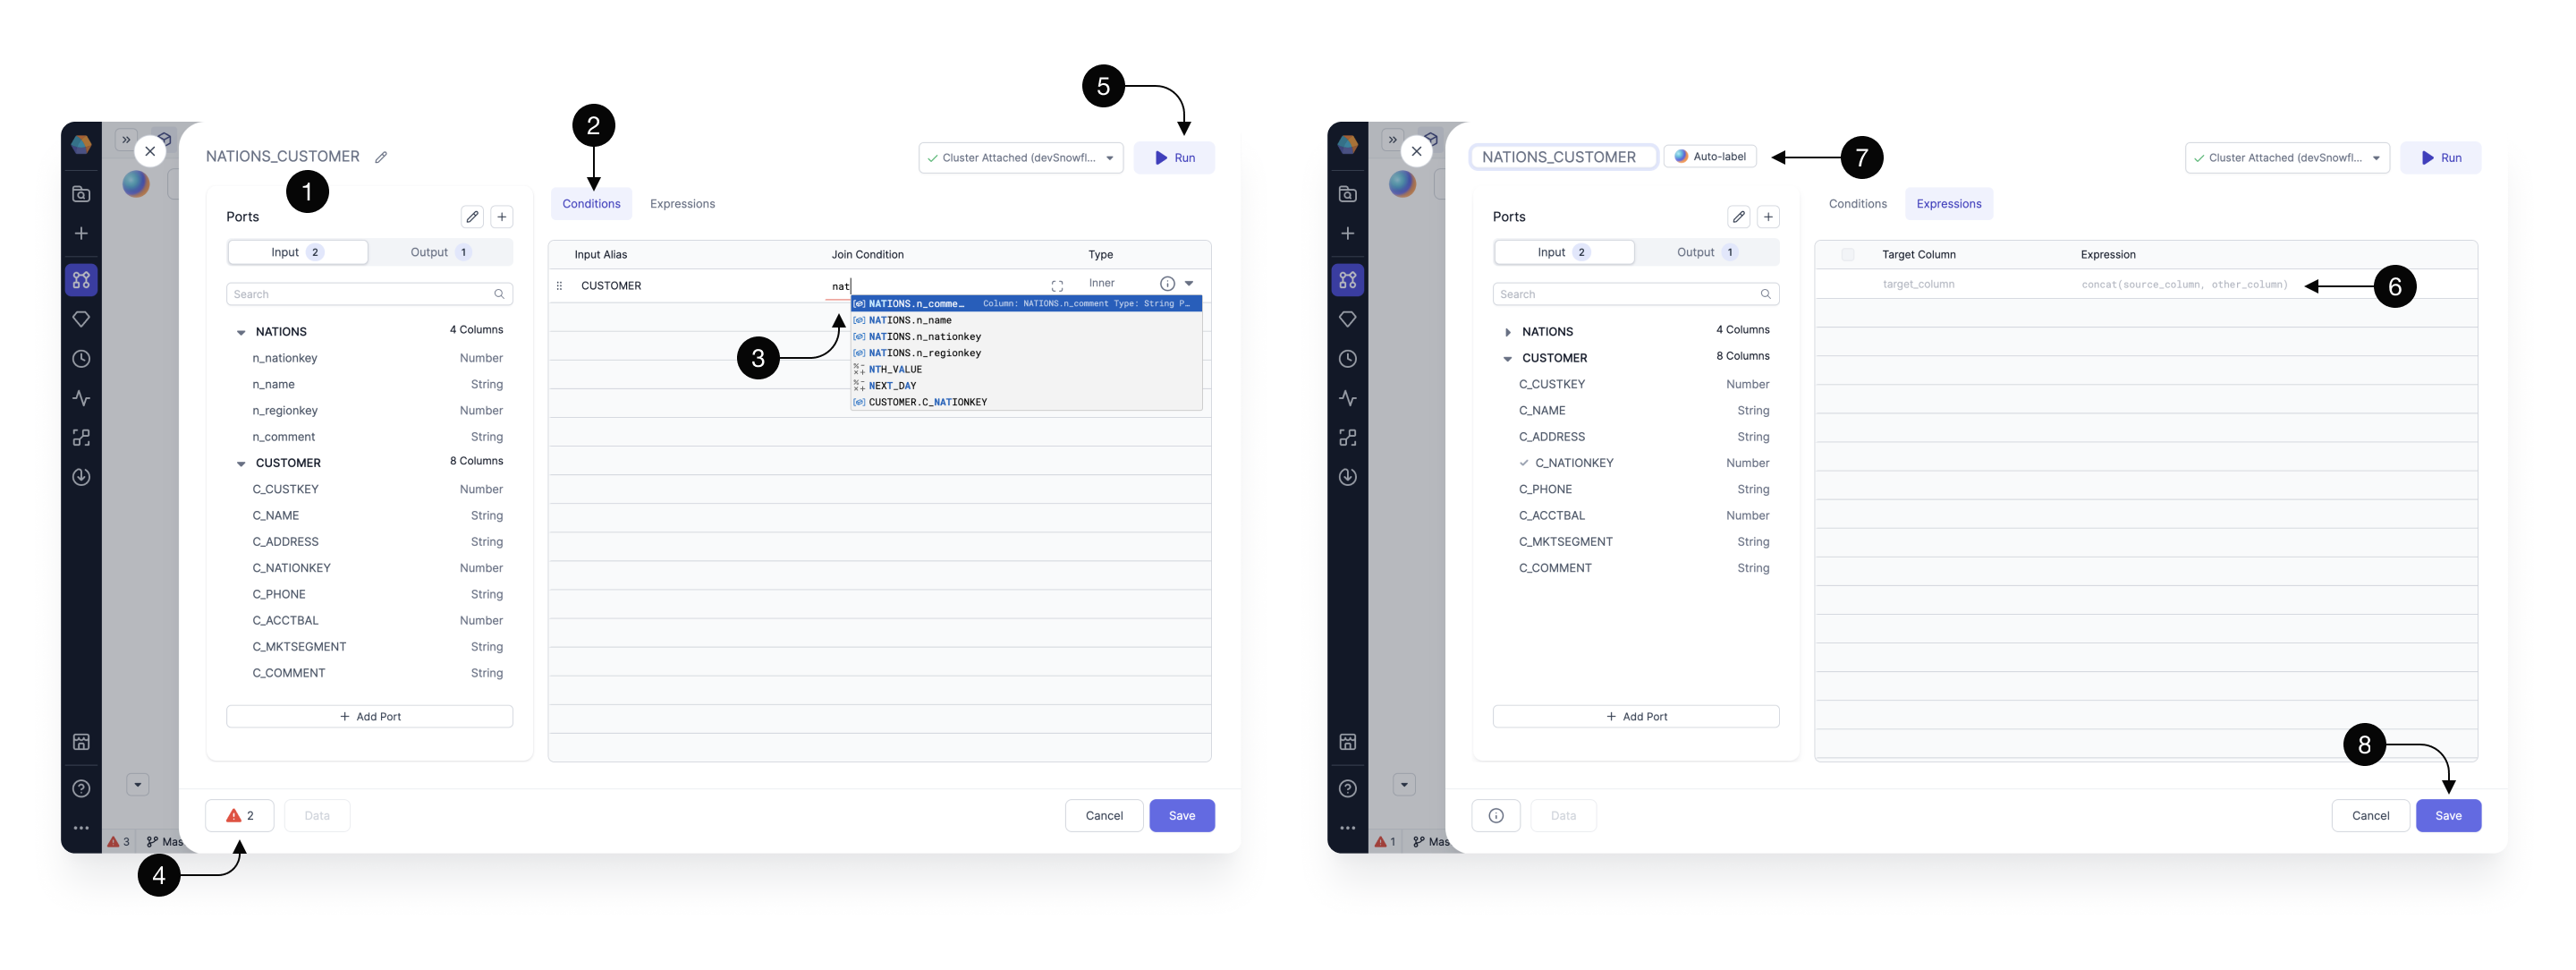 5
2
NATIONS_CUSTOMER
Cluster Attached (devSnowfl...
Run
1
Conditions
Expressions
Ports
Input 2
Output 1
Input Alias
Join Condition
Type
Search
CUSTOMER
nat
Inner
NATIONS.n_comme…
Column: NATIONS.n_comment Type: String P…
NATIONS.n_name
NATIONS.n_nationkey
NATIONS.n_regionkey
NTH_VALUE
NEXT_DAY
CUSTOMER.C_NATIONKEY
3
NATIONS
4 Columns
n_nationkey
Number
n_name
String
n_regionkey
Number
n_comment
String
CUSTOMER
8 Columns
C_CUSTKEY
Number
C_NAME
String
C_ADDRESS
String
C_NATIONKEY
Number
C_PHONE
String
C_ACCTBAL
Number
C_MKTSEGMENT
String
C_COMMENT
String
+ Add Port
2
Data
Cancel
Save
3
Mas
4
NATIONS_CUSTOMER
Auto-label
7
Cluster Attached (devSnowfl...
Run
Conditions
Expressions
Ports
Input 2
Output 1
Target Column
Expression
Search
target_column
concat(source_column, other_column)
6
NATIONS
4 Columns
CUSTOMER
8 Columns
C_CUSTKEY
Number
C_NAME
String
C_ADDRESS
String
C_NATIONKEY
Number
C_PHONE
String
C_ACCTBAL
Number
C_MKTSEGMENT
String
C_COMMENT
String
+ Add Port
8
Data
Cancel
Save
1
Mas